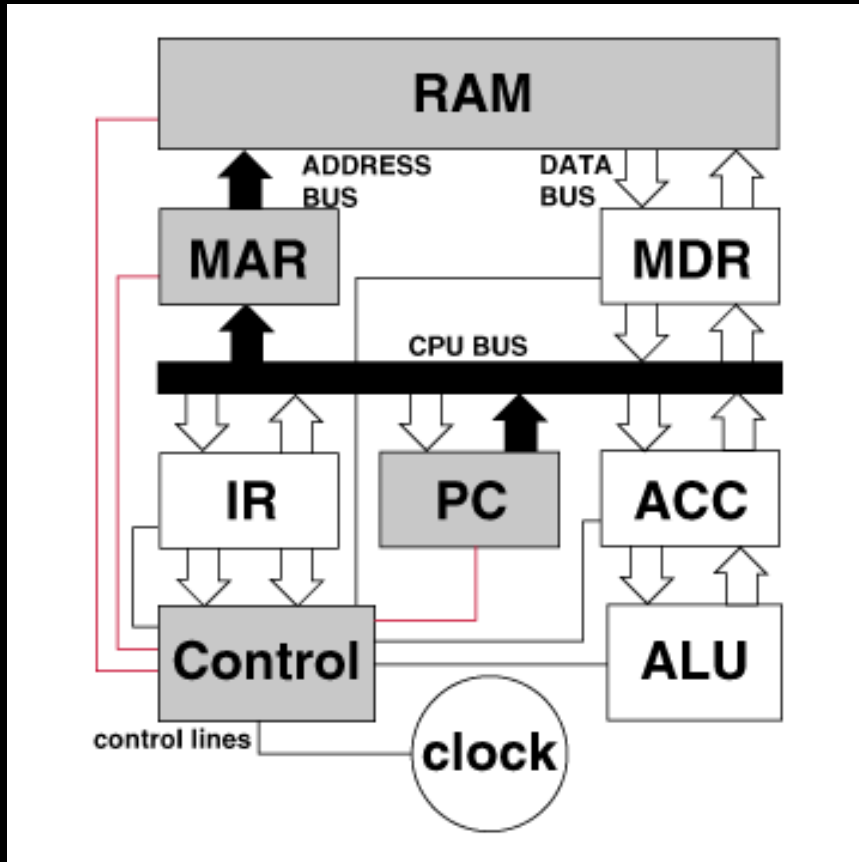 RAM
ADDRESS
BUS
DATA
BUS
MAR
MDR
CPU BUS
IR
PC
ACC
Control
ALU
control lines
clock